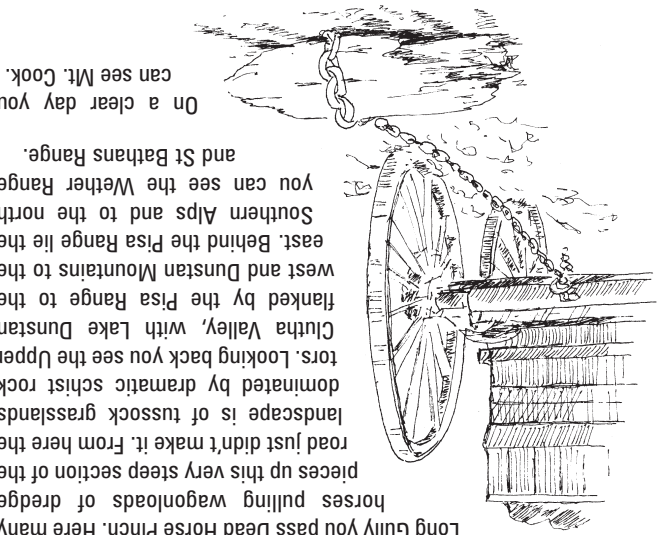 Long Gully you pass Dead Horse Pinch. Here many
horses pulling wagonloads of dredge
pieces up this very steep section of the
road just didn't make it. From here the
landscape is of tussock grasslands
dominated by dramatic schist rock
tors. Looking back you see the Upper
Clutha Valley, with Lake Dunstan
flanked by the Pisa Range to the
west and Dunstan Mountains to the
east. Behind the Pisa Range lie the
Southern Alps and to the north
you can see the Wether Range
and St Bathans Range.
On a clear day you
can see Mt. Cook.